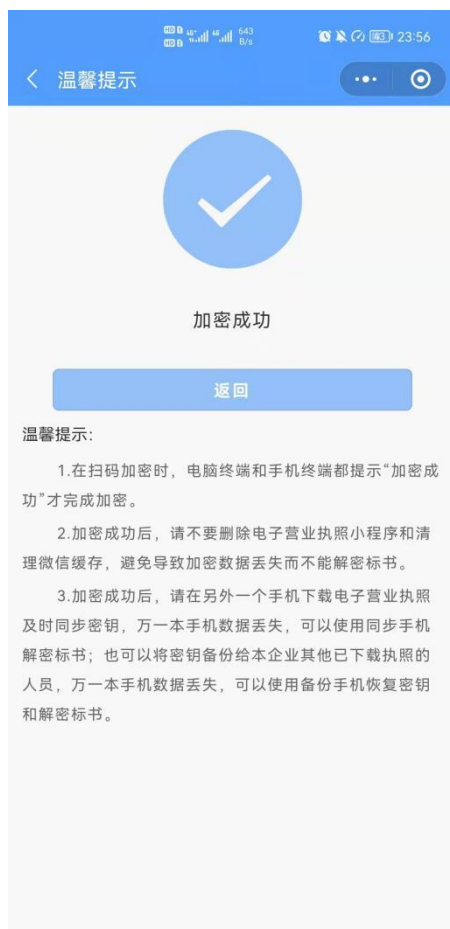 HD 46+ 4G 643
HD B/s 63 23:56
温馨提示
加密成功
返回
温馨提示:
1.在扫码加密时，电脑终端和手机终端都提示“加密成
功”才完成加密。
2.加密成功后，请不要删除电子营业执照小程序和清
理微信缓存，避免导致加密数据丢失而不能解密标书。
3.加密成功后，请在另外一个手机下载电子营业执照
及时同步密钥，万一本手机数据丢失，可以使用同步手机
解密标书；也可以将密钥备份给本企业其他已下载执照的
人员，万一本手机数据丢失，可以使用备份手机恢复密钥
和解密标书。